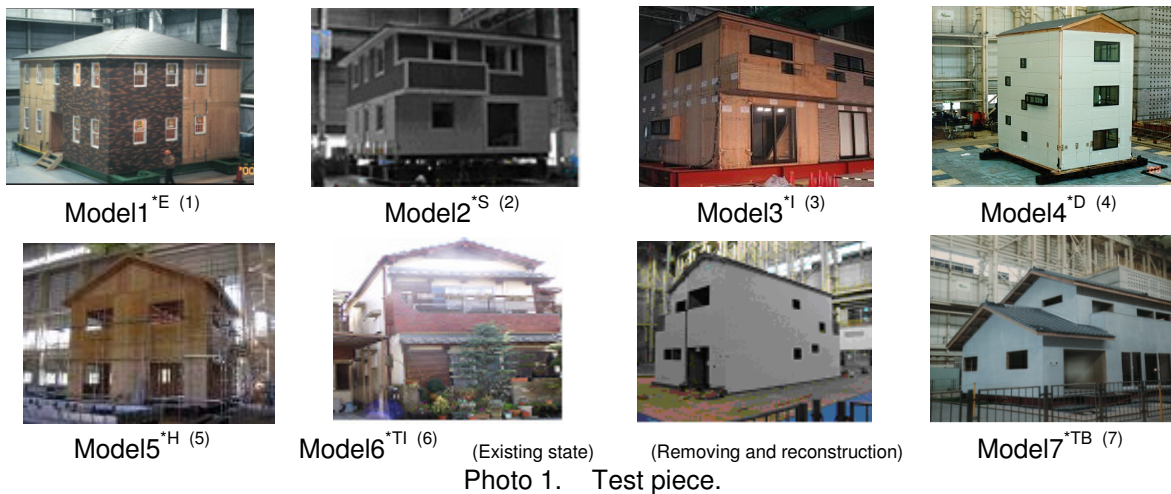 Model1*E (1)
Model2*S (2)
Model3*I (3)
Model4*D (4)
Model5*H (5)
Model6*TI (6) (Existing state) (Removing and reconstruction)
Model7*TB (7)
Photo 1. Test piece.